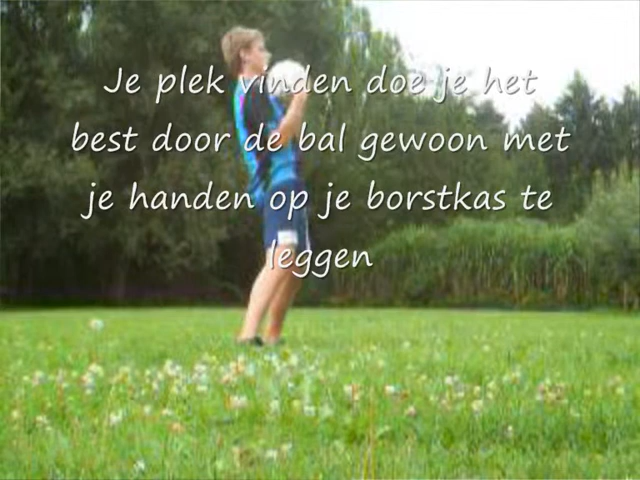 Je plek vinden doe je het
best door de bal gewoon met
je handen op je borstkas te
leggen